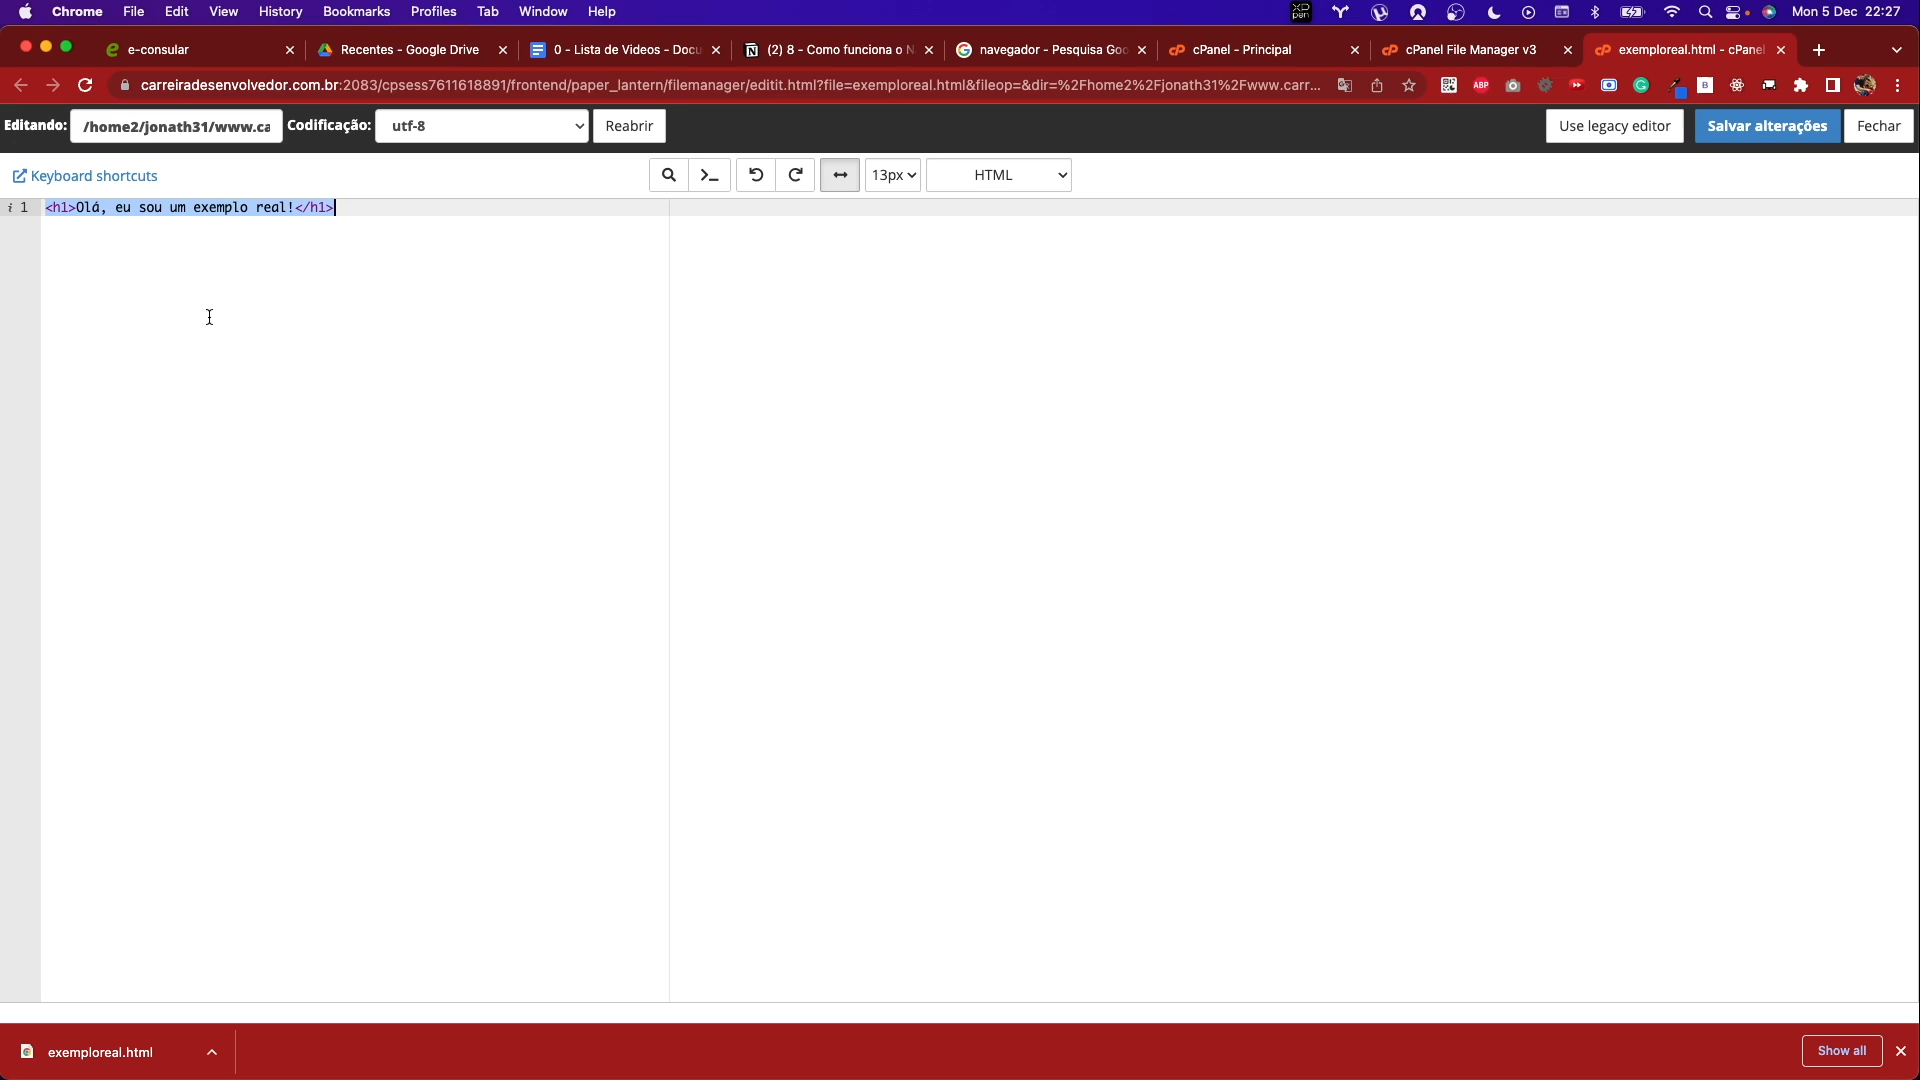 Chrome File Edit View History Bookmarks Profiles Tab Window Help
XD pen
Mon 5 Dec 22:27
e-consular
Recentes - Google Drive
0 - Lista de Videos - Docu
(2) 8 - Como funciona o N
navegador - Pesquisa Goo
cPanel - Principal
cPanel File Manager v3
exemploreal.html - cPanel
carreiradesenvolvedor.com.br:2083/cpsess7611618891/frontend/paper_lantern/filemanager/editit.html?file=exemploreal.html&fileop=&dir=%2Fhome2%2Fjonath31%2Fwww.carr...
ABP
B
Editando: /home2/jonath31/www.ca Codificação: utf-8 Reabrir Use legacy editor Salvar alterações Fechar
Keyboard shortcuts 13px HTML
i 1 <h1>Olá, eu sou um exemplo real!</h1>
exemploreal.html Show all